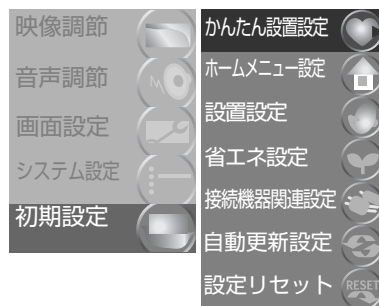 映像調節
音声調節
画面設定
システム設定
初期設定
かんたん設置設定
ホームメニュー設定
設置設定
省エネ設定
接続機器関連設定
自動更新設定
設定リセット
RESET